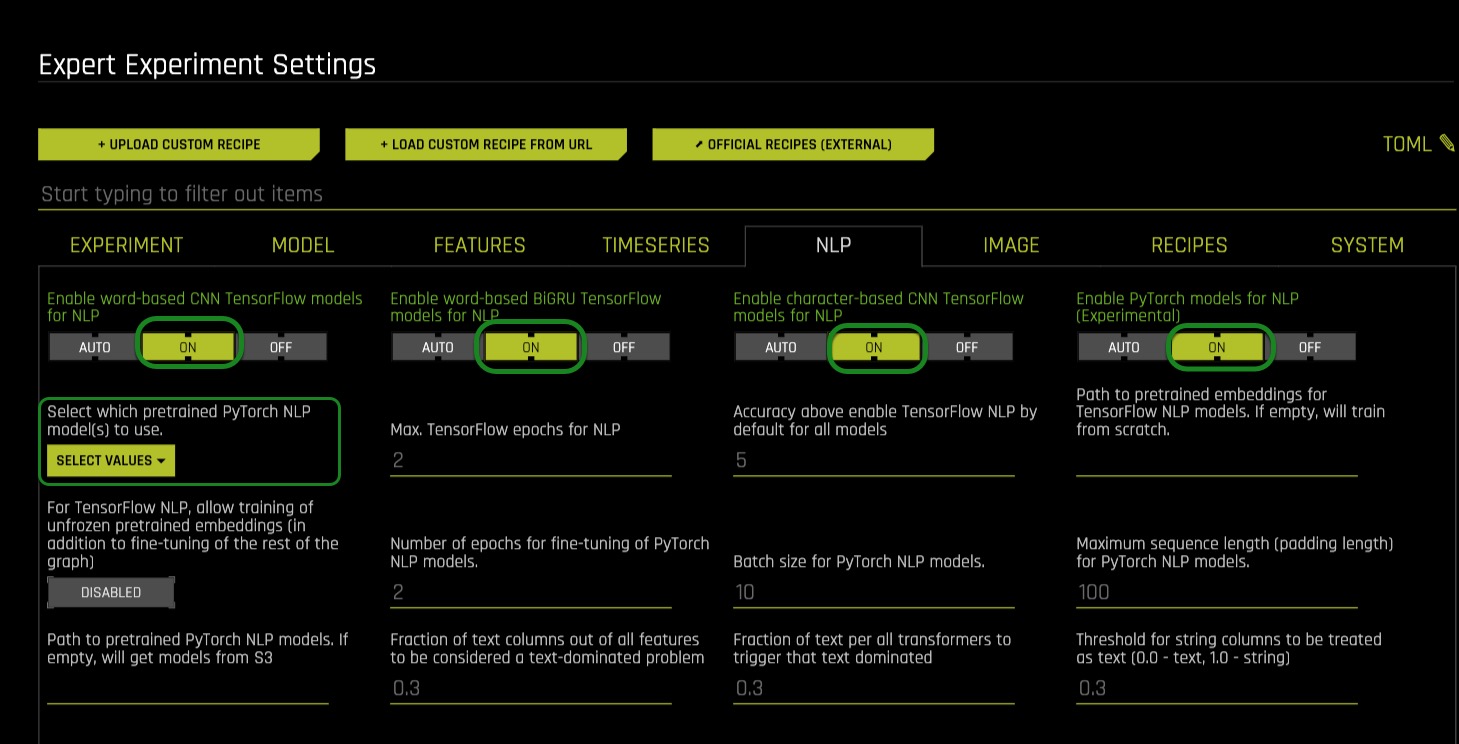 Expert Experiment Settings
+ UPLOAD CUSTOM RECIPE
+ LOAD CUSTOM RECIPE FROM URL
OFFICIAL RECIPES (EXTERNAL)
TOML
Start typing to filter out items
EXPERIMENT
MODEL
FEATURES
TIMESERIES
NLP
IMAGE
RECIPES
SYSTEM
Enable word-based CNN TensorFlow models
for NLP
AUTO
ON
OFF
Enable word-based BiGRU TensorFlow
models for NLP
AUTO
ON
OFF
Enable character-based CNN TensorFlow
models for NLP
AUTO
ON
OFF
Enable PyTorch models for NLP
(Experimental)
AUTO
ON
OFF
Select which pretrained PyTorch NLP
model(s) to use.
SELECT VALUES
Max. TensorFlow epochs for NLP
2
Accuracy above enable TensorFlow NLP by
default for all models
5
Path to pretrained embeddings for
TensorFlow NLP models. If empty, will train
from scratch.
For TensorFlow NLP, allow training of
unfrozen pretrained embeddings (in
addition to fine-tuning of the rest of the
graph)
DISABLED
Number of epochs for fine-tuning of PyTorch
NLP models.
2
Batch size for PyTorch NLP models.
10
Maximum sequence length (padding length)
for PyTorch NLP models.
100
Path to pretrained PyTorch NLP models. If
empty, will get models from S3
Fraction of text columns out of all features
to be considered a text-dominated problem
0.3
Fraction of text per all transformers to
trigger that text dominated
0.3
Threshold for string columns to be treated
as text (0.0 - text, 1.0 - string)
0.3